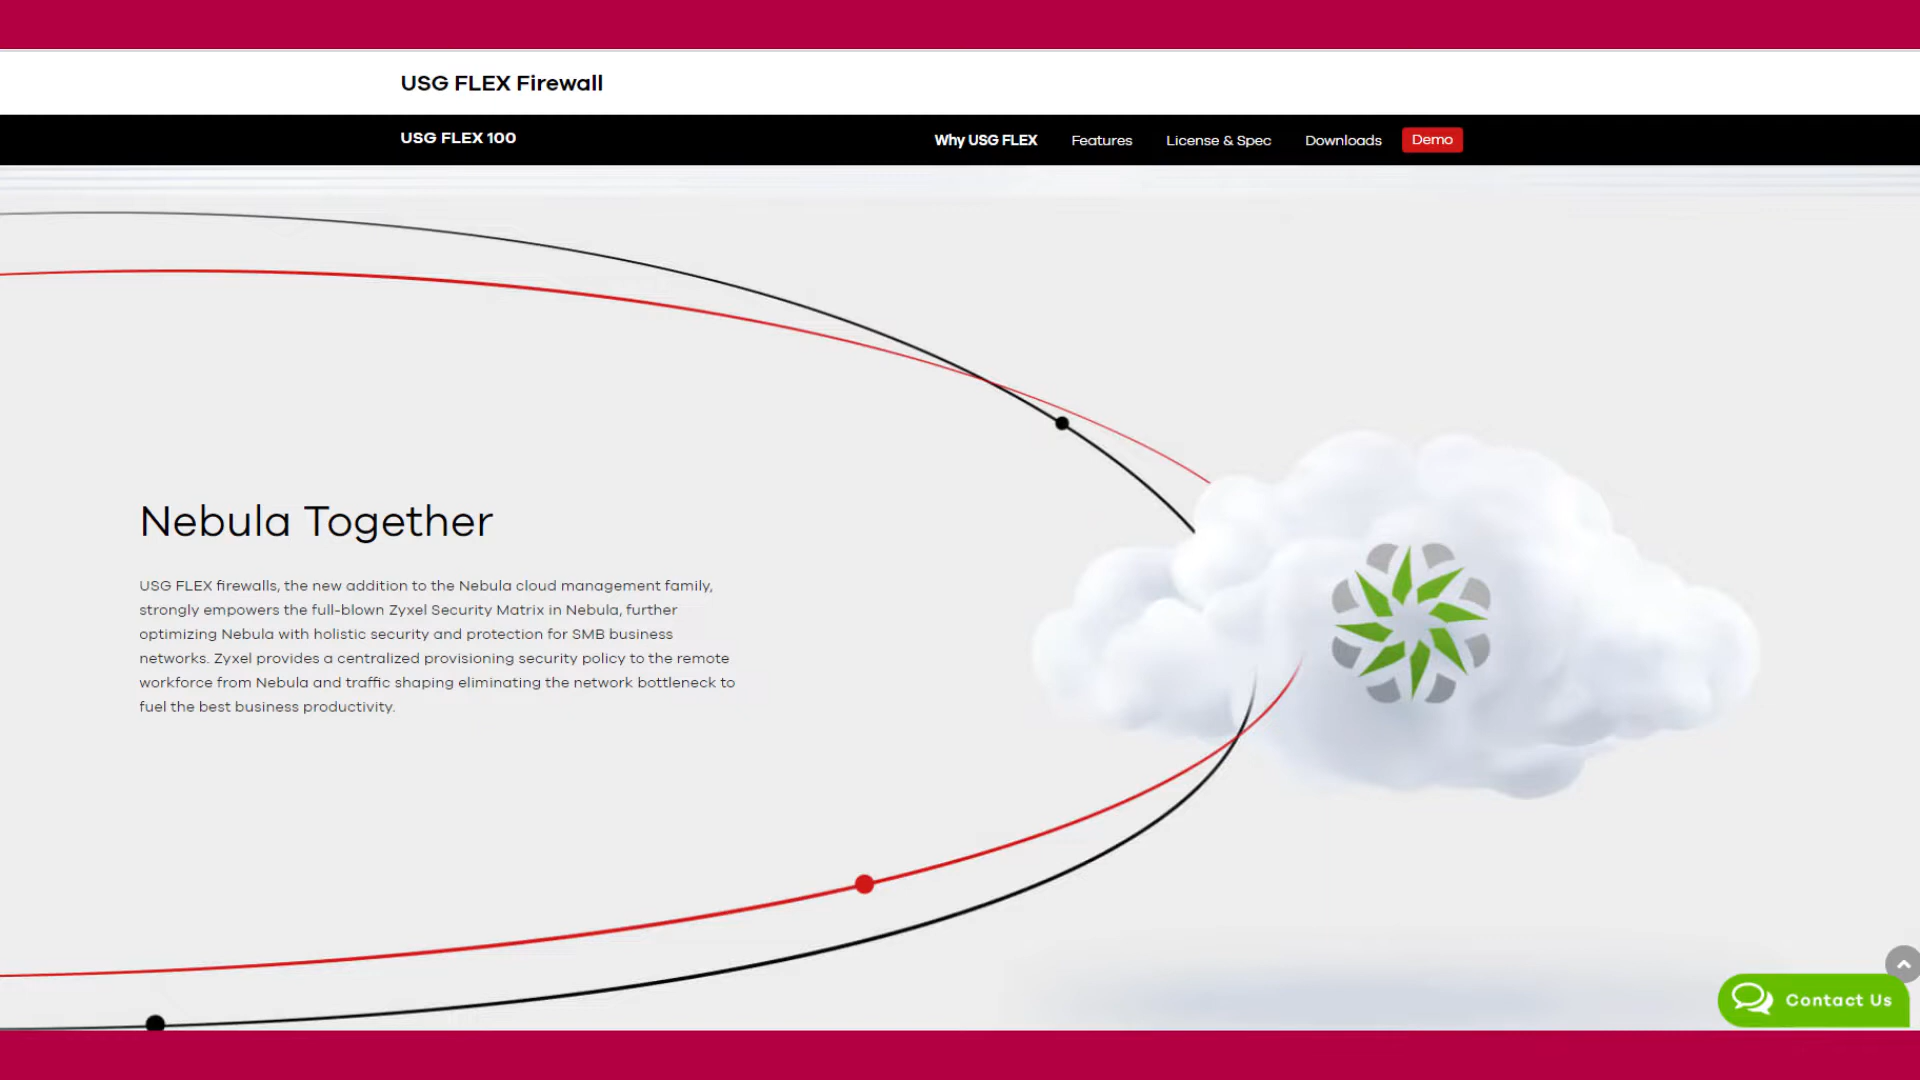 USG FLEX Firewall
USG FLEX 100
Why USG FLEX
Features
License & Spec
Downloads
Demo
Nebula Together
USG FLEX firewalls, the new addition to the Nebula cloud management family,
strongly empowers the full-blown Zyxel Security Matrix in Nebula, further
optimizing Nebula with holistic security and protection for SMB business
networks. Zyxel provides a centralized provisioning security policy to the remote
workforce from Nebula and traffic shaping eliminating the network bottleneck to
fuel the best business productivity.
Contact Us